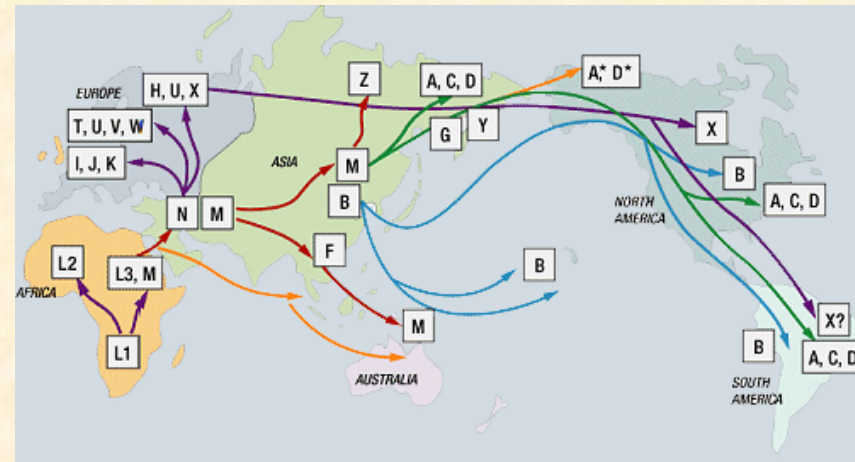 EUROPE
H, U, X
T, U, V, W
I, J, K
ASIA
Z
A, C, D
A,* D*
G
Y
M
B
N
M
F
M
L2
L3, M
AFRICA
L1
AUSTRALIA
B
X
B
NORTH
AMERICA
A, C, D
X?
B
A, C, D
SOUTH
AMERICA